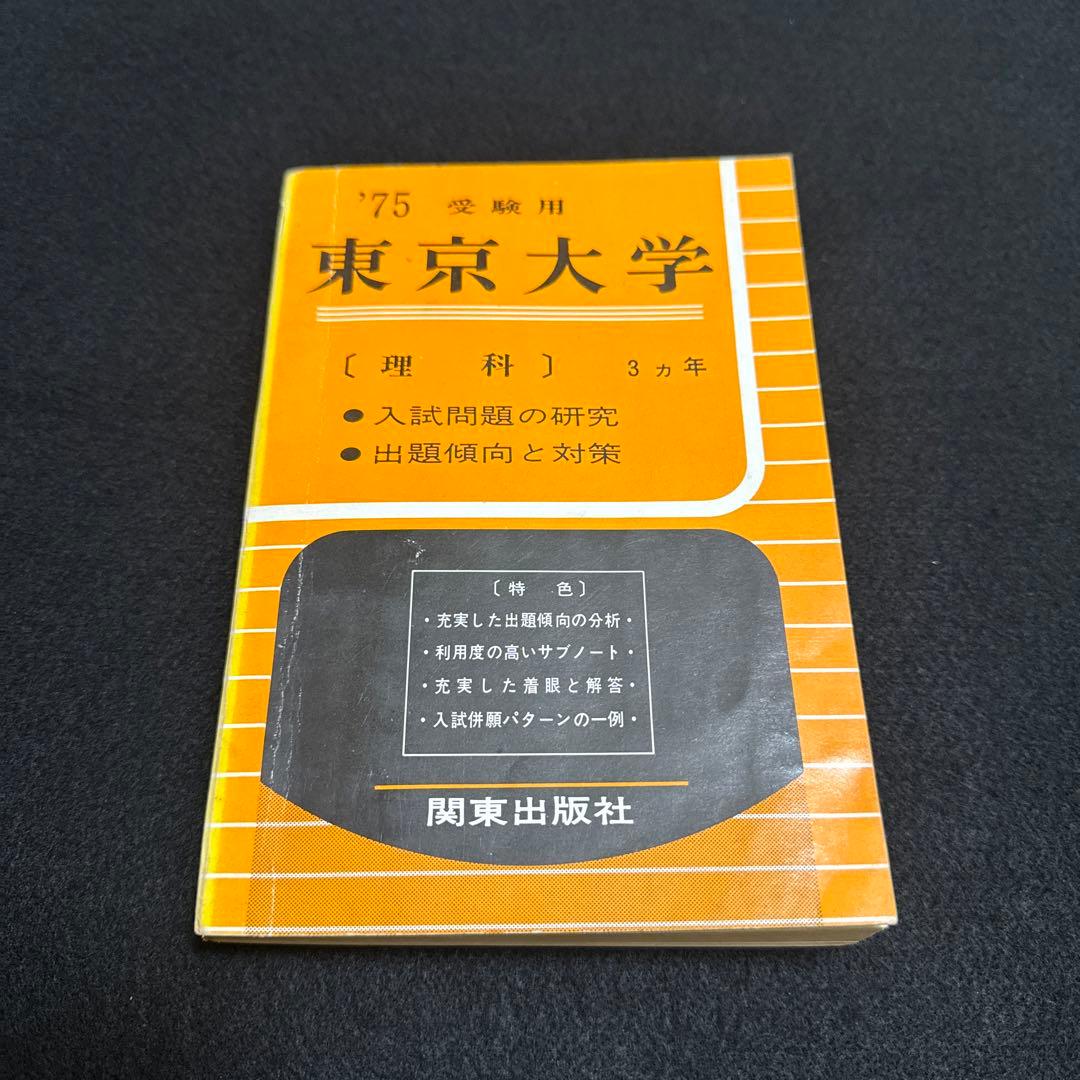 '75 受験用
東京大学
〔理 科〕 3ヵ年
●入試問題の研究
●出題傾向と対策
〔特 色〕
・充実した出題傾向の分析・
・利用度の高いサブノート・
・充実した着眼と解答・
・入試併願パターンの一例・
関東出版社